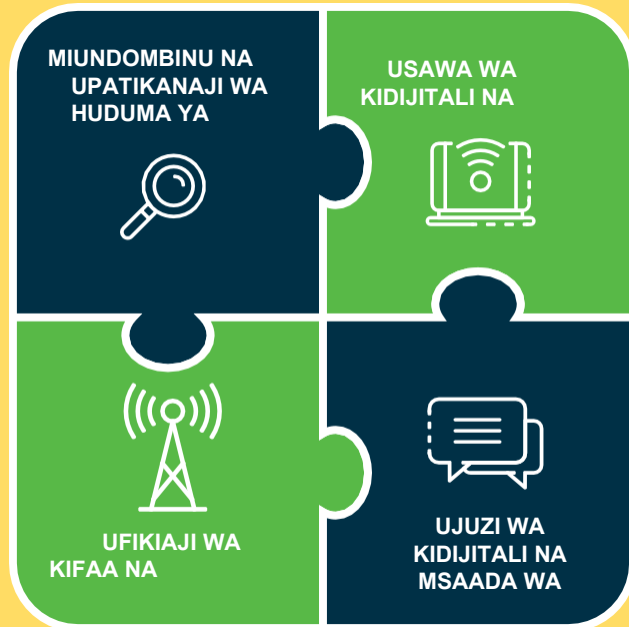 MIUNDOMBINU NA
UPATIKANAJI WA
HUDUMA YA
USAWA WA
KIDIJITALI NA
UFIKIAJI WA
KIFAA NA
UJUZI WA
KIDIJITALI NA
MSAADA WA